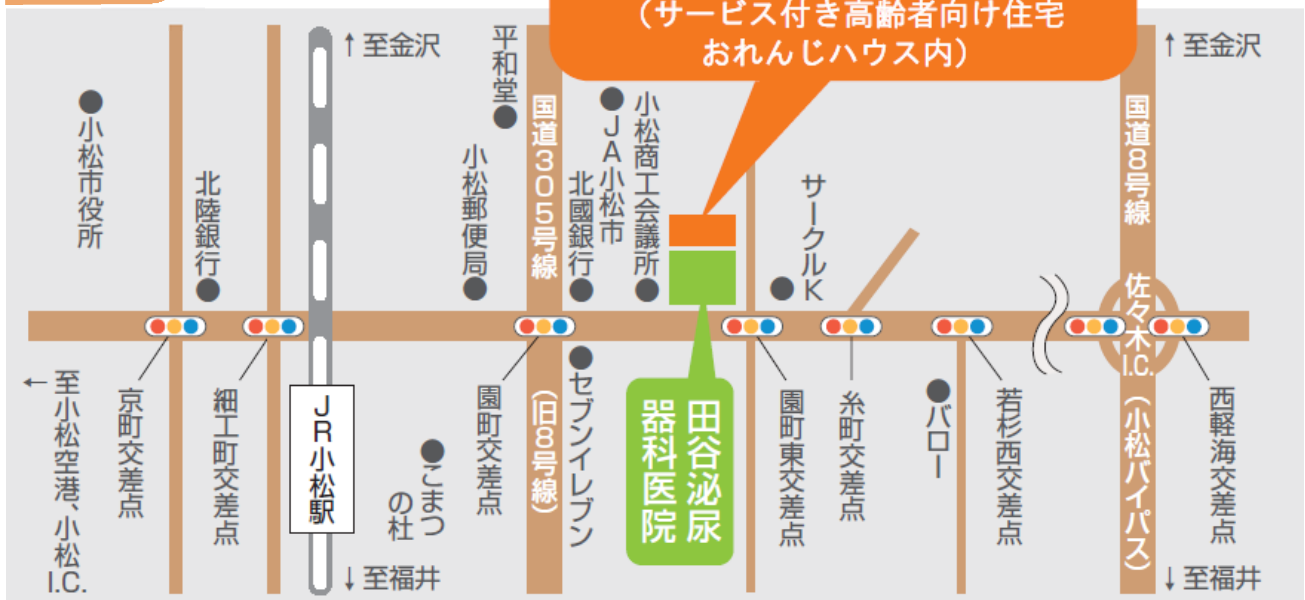 （サービス付き高齢者向け住宅
おれんじハウス内）
↑至金沢
平和堂
↑至金沢
小松市役所
北陸銀行
小松郵便局
国道305号線
北國銀行
JA小松市
小松商工会議所
サークルK
国道8号線
佐々木
I.C.
←至小松空港、小松
I.C.
京町交差点
細工町交差点
JR小松駅
こまつ
の杜
園町交差点
（旧8号線）
セブンイレブン
田谷泌尿
器科医院
園町東交差点
糸町交差点
バロー
若杉西交差点
（小松バイパス）
西軽海交差点
↓至福井
↓至福井